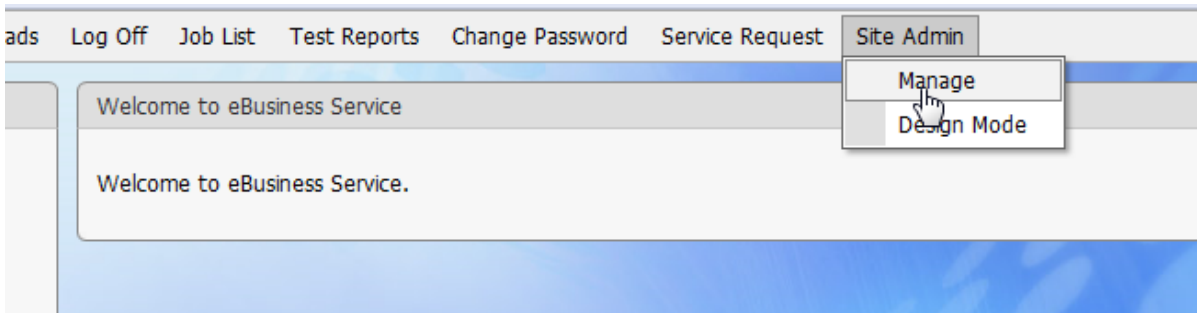 ads Log Off Job List Test Reports Change Password Service Request Site Admin
Manage
Welcome to eBusiness Service
Design Mode
Welcome to eBusiness Service.